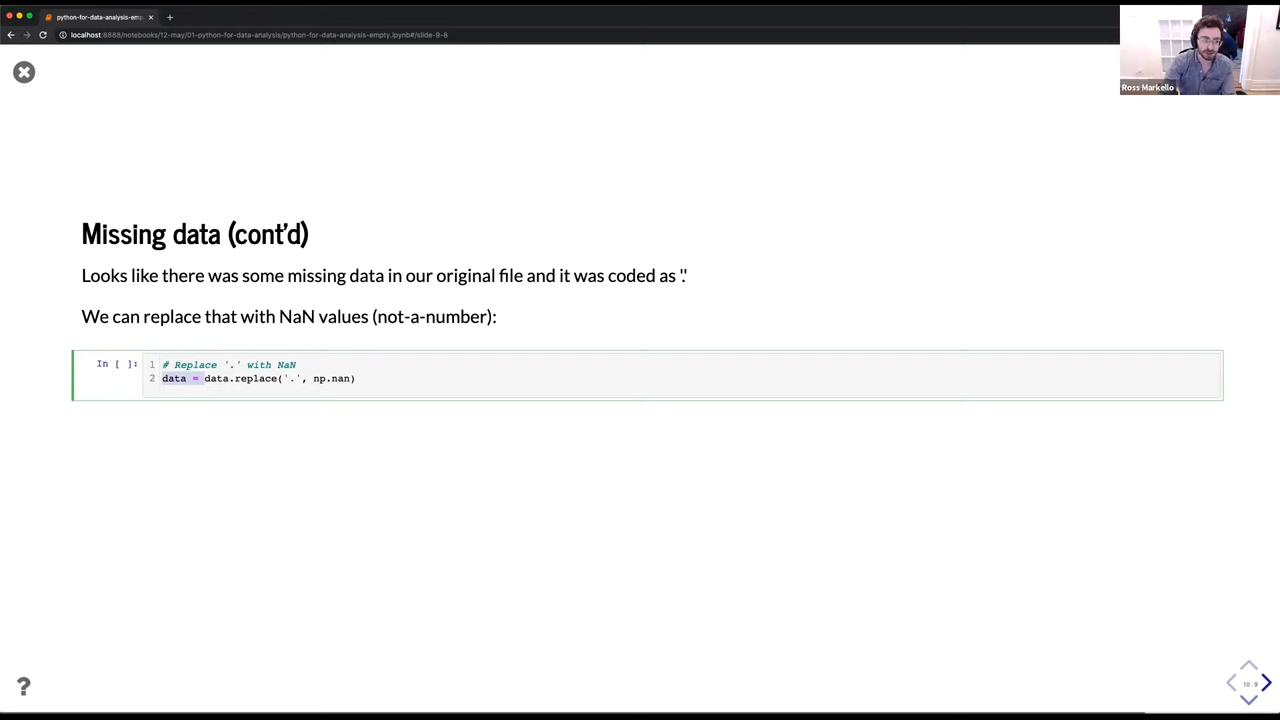 python-for-data-analysis-em
localhost:8888/notebooks/12-may/01-python-for-data-analysis/python-for-data-analysis-empty.ipynb#/slide-9-8
Ross Markello
Missing data (cont'd)
Looks like there was some missing data in our original file and it was coded as '.'
We can replace that with NaN values (not-a-number):
In [ ]:
1 # Replace '.' with NaN
2 data = data.replace('.', np.nan)
?
10.9